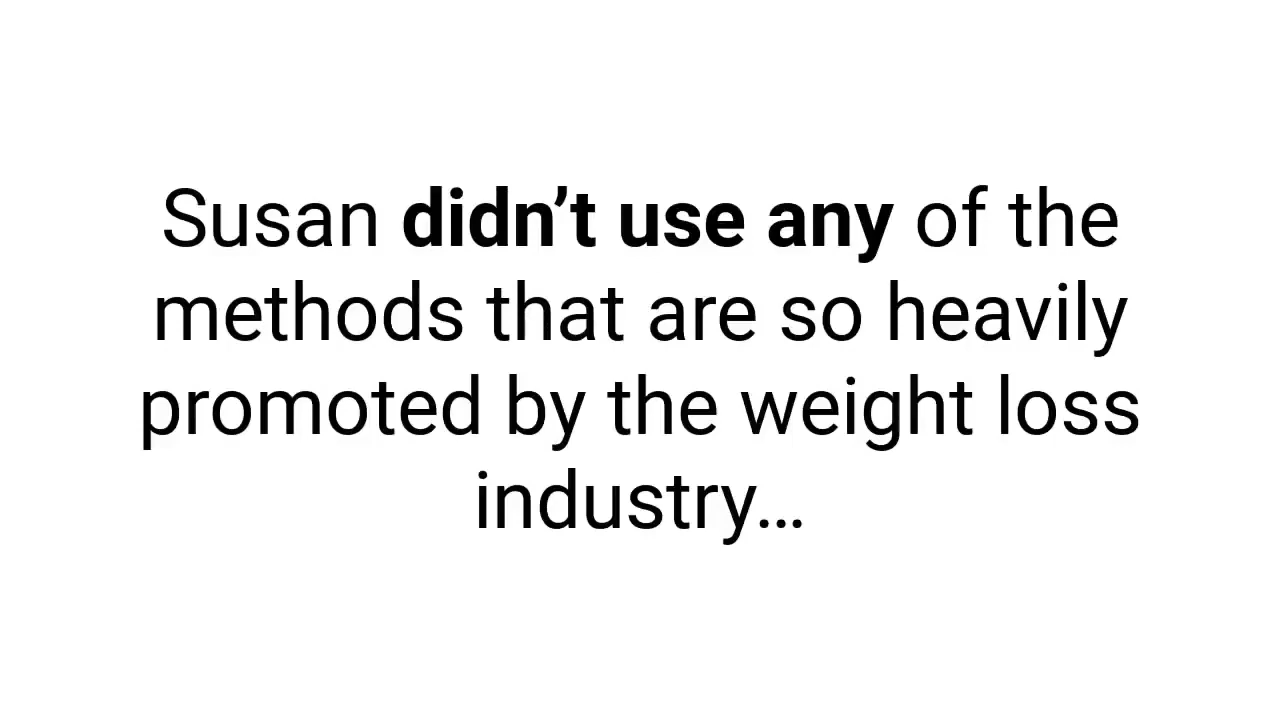 Susan didn’t use any of the
methods that are so heavily
promoted by the weight loss
industry…